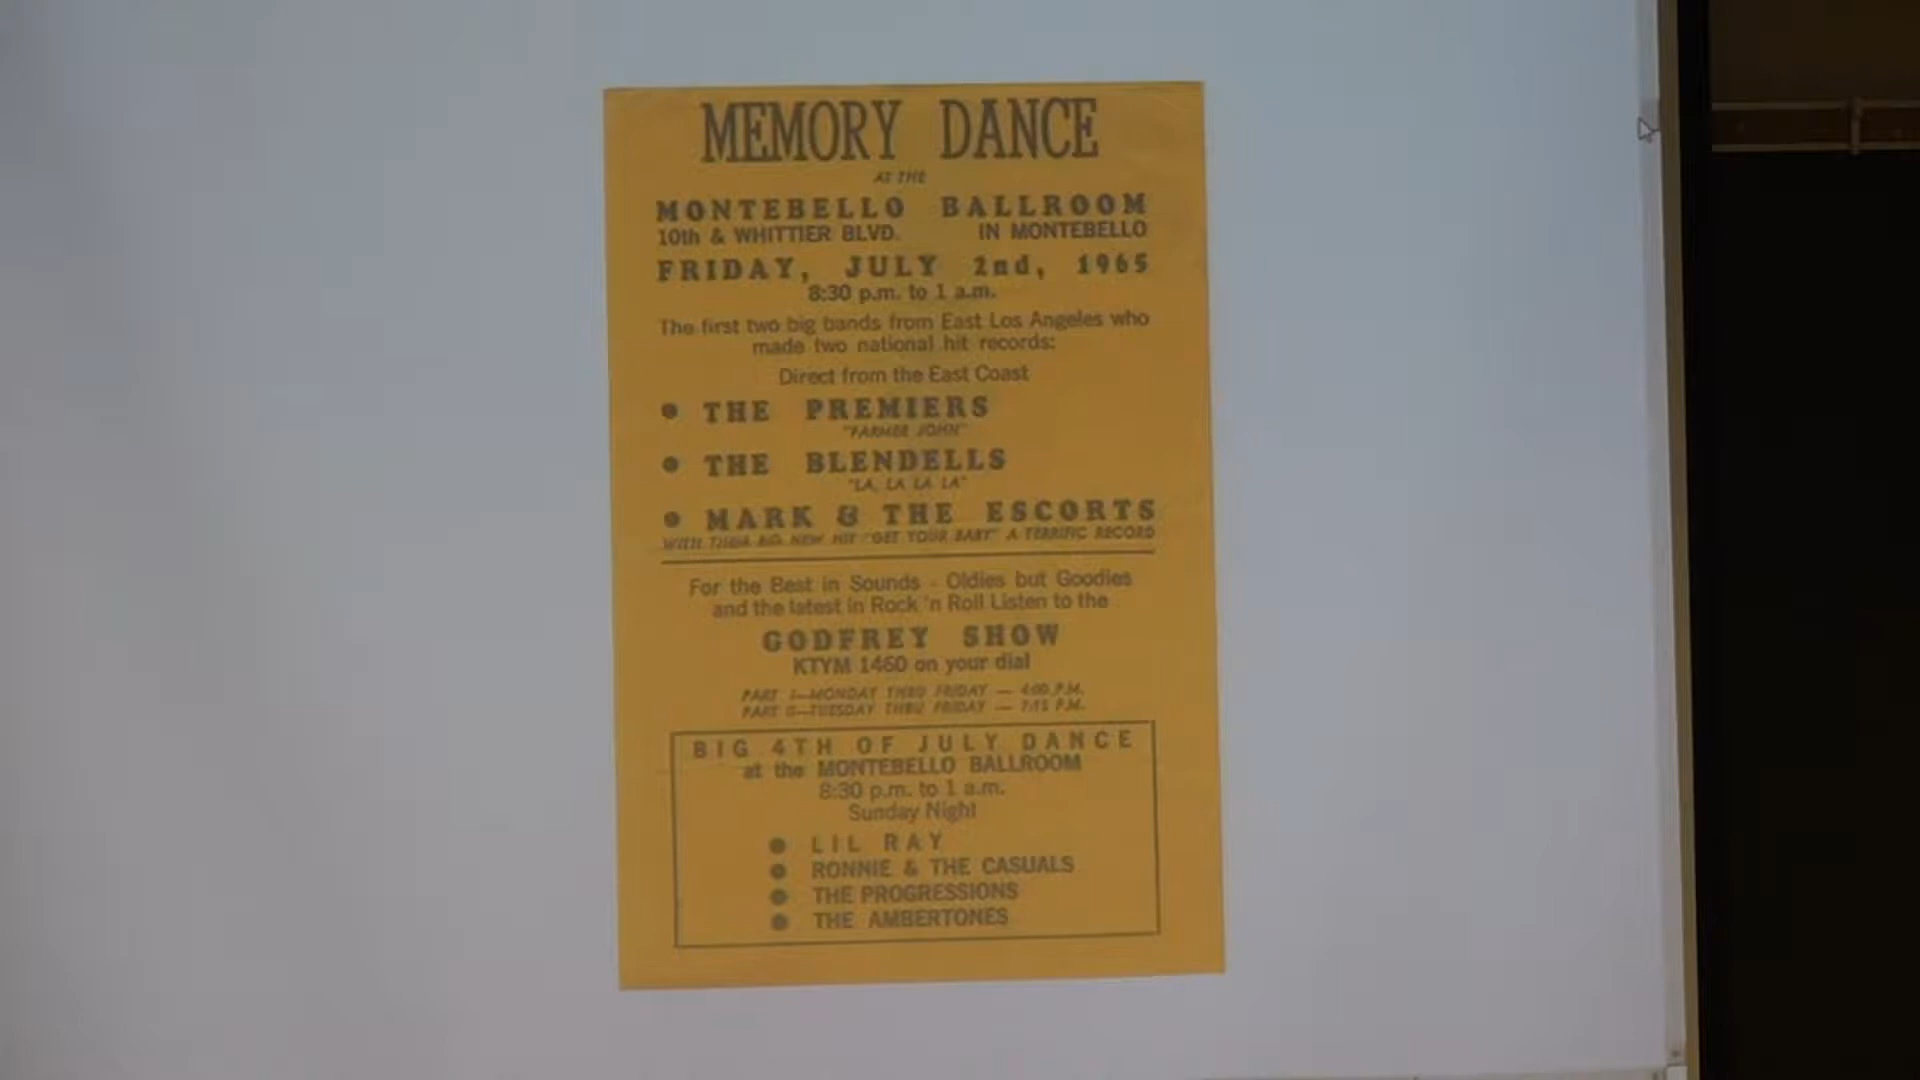 MEMORY DANCE
AT THE
MONTEBELLO BALLROOM
10th & WHITTIER BLVD. IN MONTEBELLO
FRIDAY, JULY 2nd, 1965
8:30 p.m. to 1 a.m.
The first two big bands from East Los Angeles who
made two national hit records:
Direct from the East Coast
● THE PREMIERS
"FARMER JOHN"
● THE BLENDELLS
"LA, LA LA LA"
● MARK & THE ESCORTS
WITH THEIR BIG NEW HIT "GET YOUR BABY" A TERRIFIC RECORD
For the Best in Sounds - Oldies but Goodies
and the latest in Rock 'n Roll Listen to the
GODFREY SHOW
KTYM 1460 on your dial
PART I—MONDAY THRU FRIDAY — 4:00 P.M.
PART II—TUESDAY THRU FRIDAY — 7:15 P.M.
BIG 4TH OF JULY DANCE
at the MONTEBELLO BALLROOM
8:30 p.m. to 1 a.m.
Sunday Night
● LIL RAY
● RONNIE & THE CASUALS
● THE PROGRESSIONS
● THE AMBERTONES